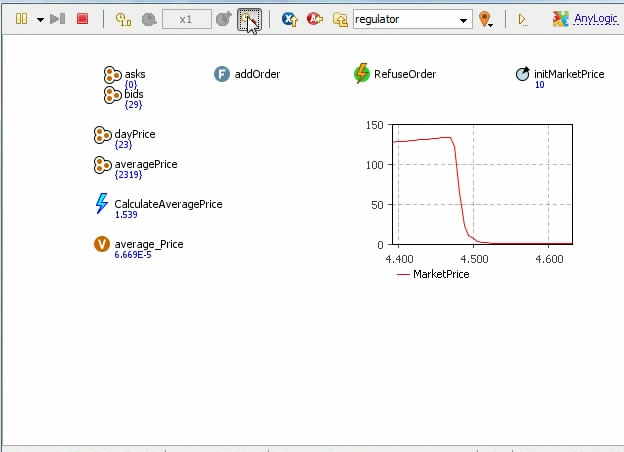 x1
regulator
AnyLogic
asks
{0}
bids
{29}
addOrder
RefuseOrder
initMarketPrice
10
dayPrice
{23}
averagePrice
{2319}
CalculateAveragePrice
1.539
average_Price
6.669E-5
150
100
50
0
4.400 4.500 4.600
MarketPrice